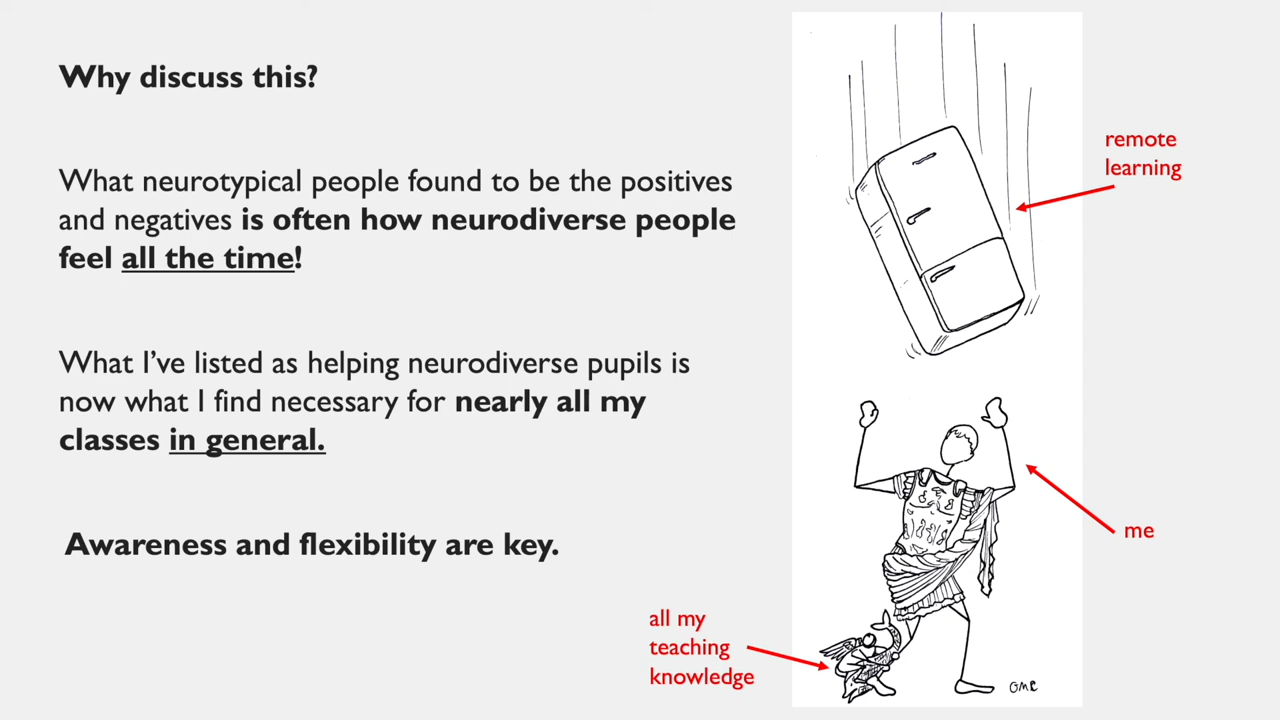 Why discuss this?
What neurotypical people found to be the positives
and negatives is often how neurodiverse people
feel all the time!
What I’ve listed as helping neurodiverse pupils is
now what I find necessary for nearly all my
classes in general.
Awareness and flexibility are key.
remote
learning
me
all my
teaching
knowledge
GMC